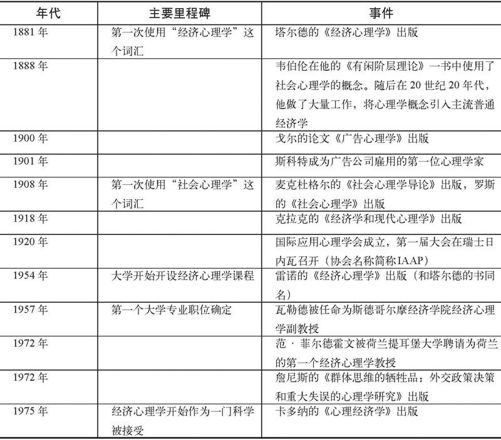 年代 主要里程碑 事件
1881 年 第一次使用“经济心理学”这 塔尔德的《经济心理学》出版
个词汇
1888 年 韦伯伦在他的《有闲阶层理论》一书中使用了
社会心理学的概念。随后在 20 世纪 20 年代，
他做了大量工作，将心理学概念引入主流普通
经济学
1900 年 戈尔的论文《广告心理学》出版
1901 年 斯科特成为广告公司雇用的第一位心理学家
1908 年 第一次使用“社会心理学”这 麦克杜格尔的《社会心理学导论》出版，罗斯
个词汇 的《社会心理学》出版
1918 年 克拉克的《经济学和现代心理学》出版
1920 年 国际应用心理学会成立，第一届大会在瑞士日
内瓦召开（协会名称简称 IAAP）
1954 年 大学开始开设经济心理学课程 雷诺的《经济心理学》出版（和塔尔德的书同
名）
1957 年 第一个大学专业职位确定 瓦勒德被任命为斯德哥尔摩经济学院经济心理
学副教授
1972 年 范·菲尔德霍文被荷兰提耳堡大学聘请为荷兰
的第一个经济心理学教授
1972 年 詹尼斯的《群体思维的牺牲品：外交政策决策
和重大失误的心理学研究》出版
1975 年 经济心理学开始作为一门科学 卡多纳的《心理经济学》出版
被接受